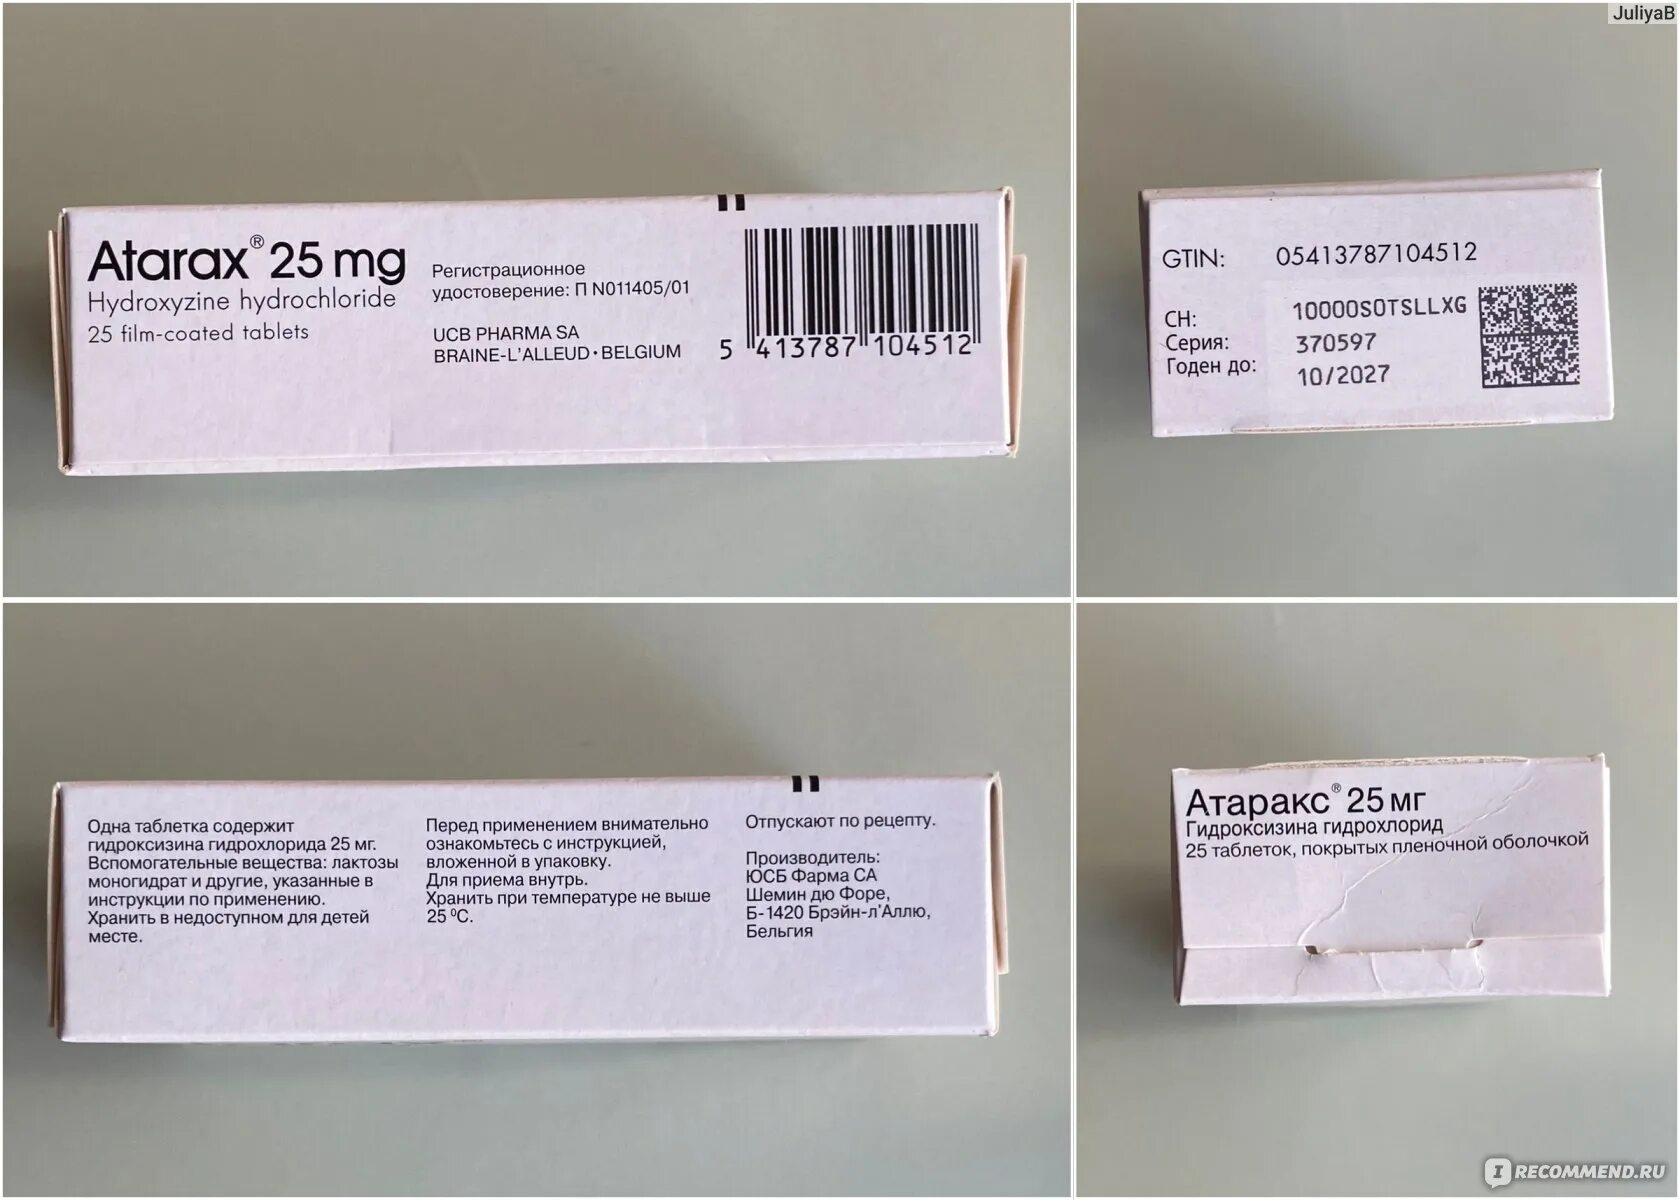 JuliyaB
Atarax® 25 mg
Hydroxyzine hydrochloride
25 film-coated tablets
Регистрационное
удостоверение: П N011405/01
UCB PHARMA SA
BRAINE-L'ALLEUD • BELGIUM
5 413787 104512
GTIN: 05413787104512
СН: 10000S0TSLLXG
Серия: 370597
Годен до: 10/2027
Одна таблетка содержит
гидроксизина гидрохлорида 25 мг.
Вспомогательные вещества: лактозы
моногидрат и другие, указанные в
инструкции по применению.
Хранить в недоступном для детей
месте.
Перед применением внимательно
ознакомьтесь с инструкцией,
вложенной в упаковку.
Для приема внутрь.
Хранить при температуре не выше
25 ºС.
Отпускают по рецепту.
Производитель:
ЮСБ Фарма СА
Шемин дю Форе,
Б-1420 Брэйн-л'Аллю,
Бельгия
Атаракс® 25 мг
Гидроксизина гидрохлорид
25 таблеток, покрытых пленочной оболочкой
IRECOMMEND.RU